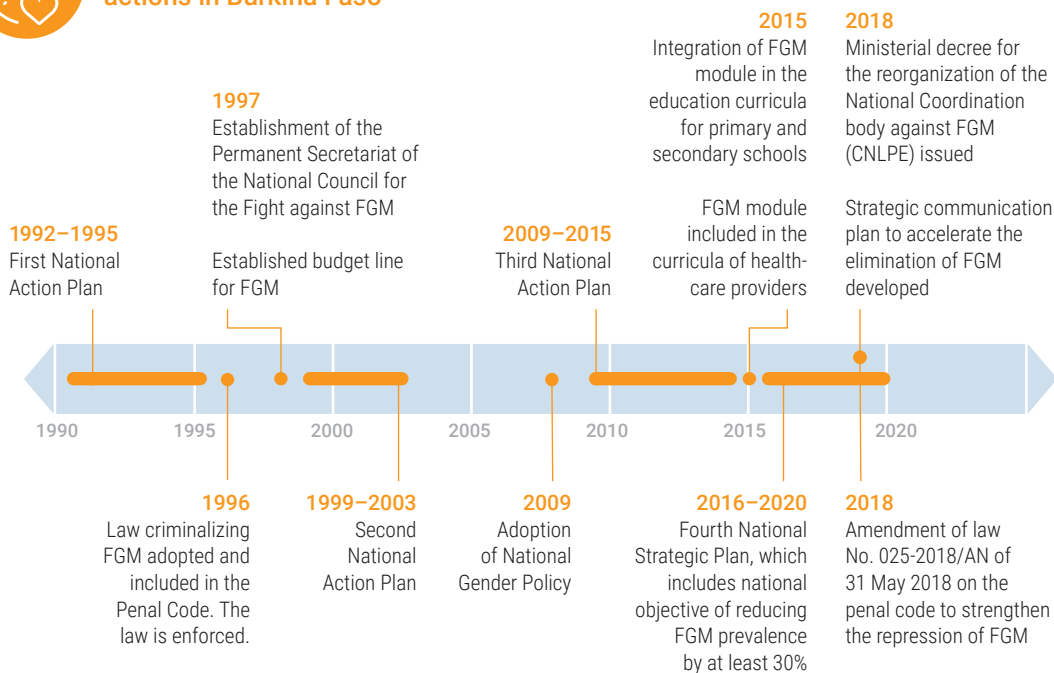 actions in Burkina Faso
2015
Integration of FGM
module in the
education curricula
for primary and
secondary schools
FGM module
included in the
curricula of health-
care providers
2018
Ministerial decree for
the reorganization of the
National Coordination
body against FGM
(CNLPE) issued
Strategic communication
plan to accelerate the
elimination of FGM
developed
1997
Establishment of the
Permanent Secretariat of
the National Council for
the Fight against FGM
Established budget line
for FGM
1992–1995
First National
Action Plan
2009–2015
Third National
Action Plan
1990
1995
2000
2005
2010
2015
2020
1996
Law criminalizing
FGM adopted and
included in the
Penal Code. The
law is enforced.
1999–2003
Second
National
Action Plan
2009
Adoption
of National
Gender Policy
2016–2020
Fourth National
Strategic Plan, which
includes national
objective of reducing
FGM prevalence
by at least 30%
2018
Amendment of law
No. 025-2018/AN of
31 May 2018 on the
penal code to strengthen
the repression of FGM